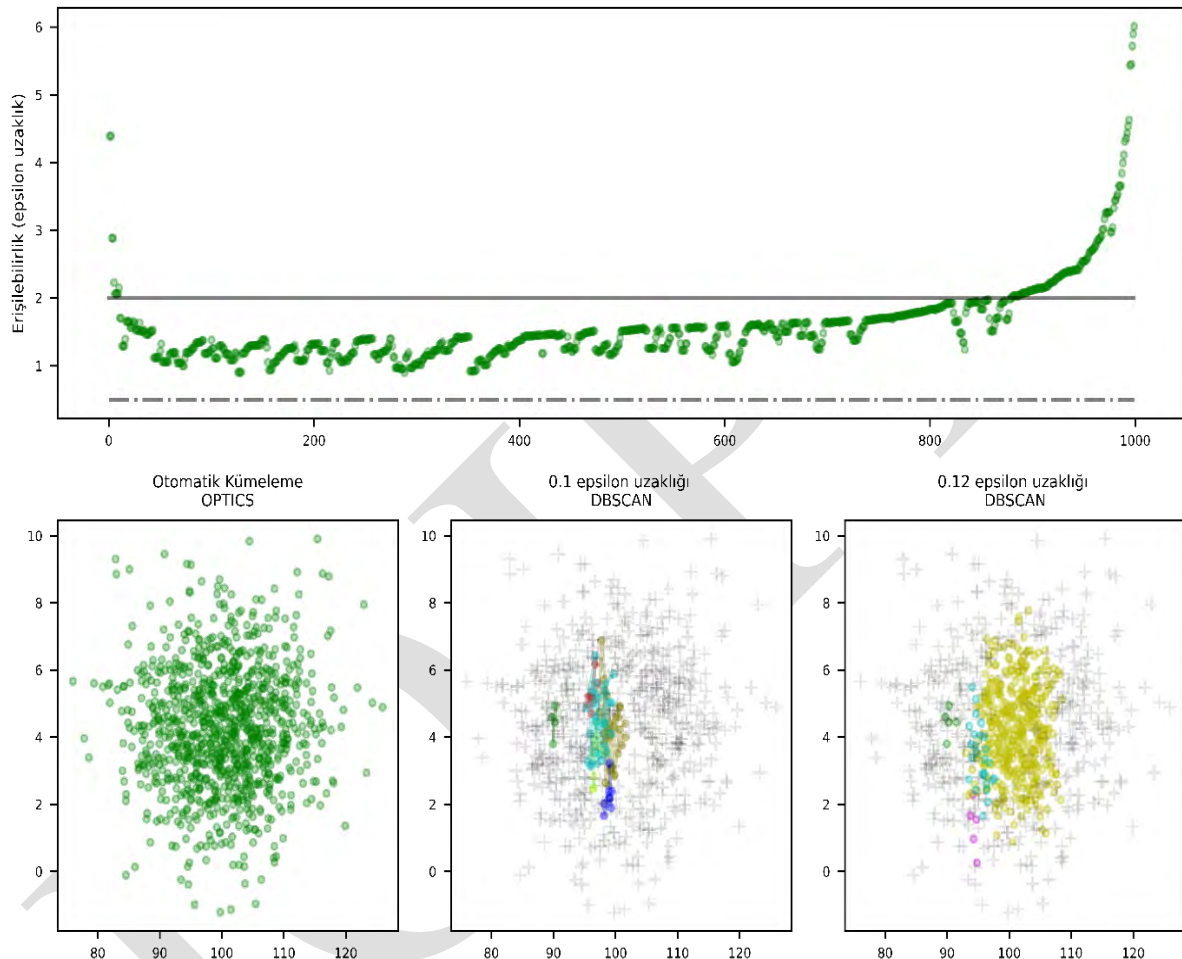 6
5
4
3
2
1
Erişilebilirlik (epsilon uzaklık)
0 200 400 600 800 1000
Otomatik Kümeleme
OPTICS
0.1 epsilon uzaklığı
DBSCAN
0.12 epsilon uzaklığı
DBSCAN
10
8
6
4
2
0
80 90 100 110 120
10
8
6
4
2
0
80 90 100 110 120
10
8
6
4
2
0
80 90 100 110 120